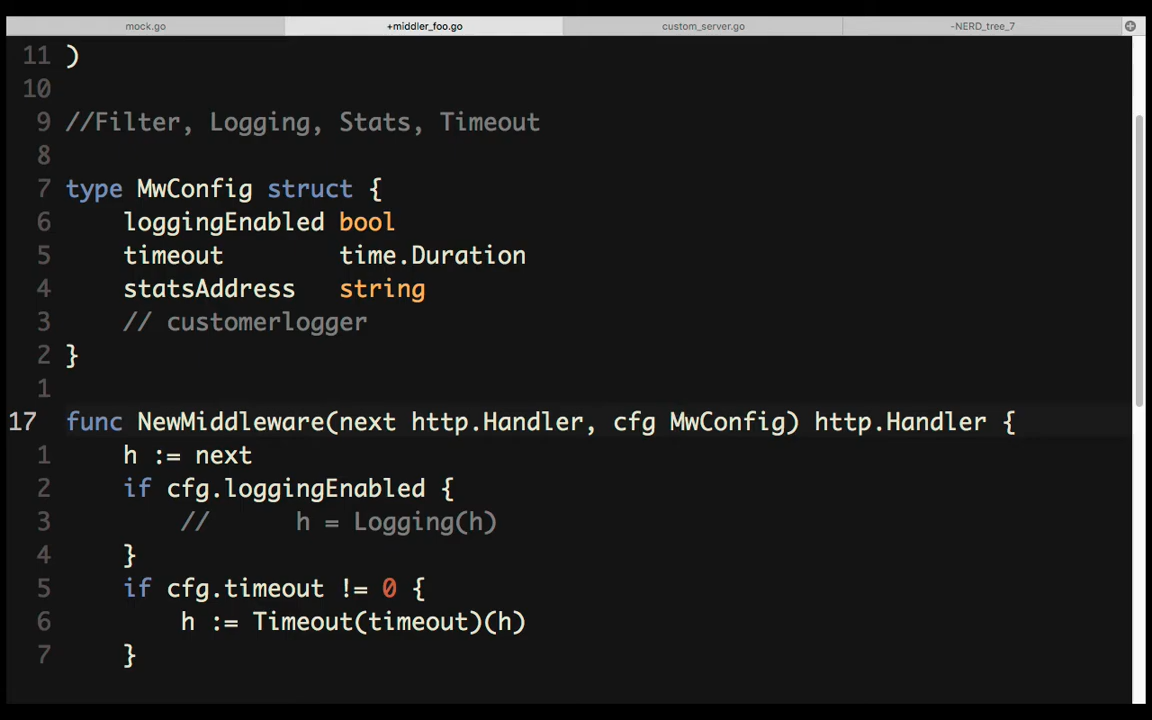 mock.go +middler_foo.go custom_server.go -NERD_tree_7
11 )
10
9 //Filter, Logging, Stats, Timeout
8
7 type MwConfig struct {
6     loggingEnabled bool
5     timeout        time.Duration
4     statsAddress   string
3     // customerlogger
2 }
1
17 func NewMiddleware(next http.Handler, cfg MwConfig) http.Handler {
1     h := next
2     if cfg.loggingEnabled {
3         //      h = Logging(h)
4     }
5     if cfg.timeout != 0 {
6         h := Timeout(timeout)(h)
7     }